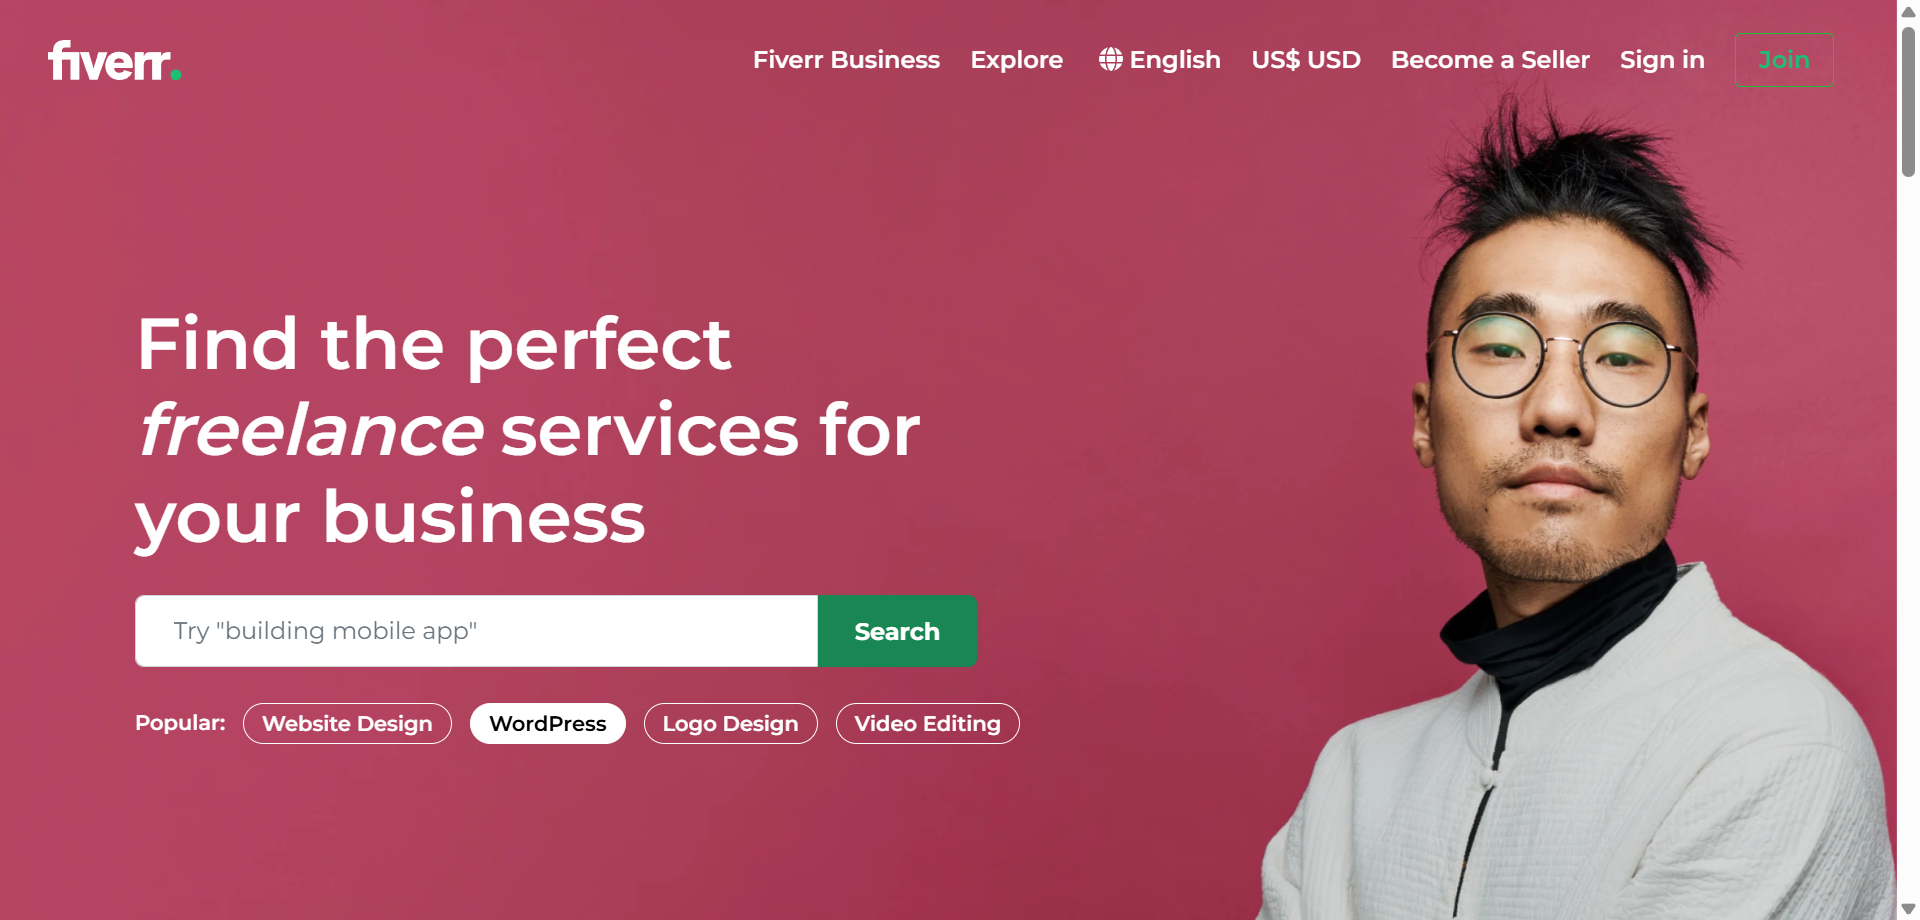 fiverr.
Fiverr Business Explore English US$ USD Become a Seller Sign in Join
Find the perfect
freelance services for
your business
Try "building mobile app" Search
Popular: Website Design WordPress Logo Design Video Editing